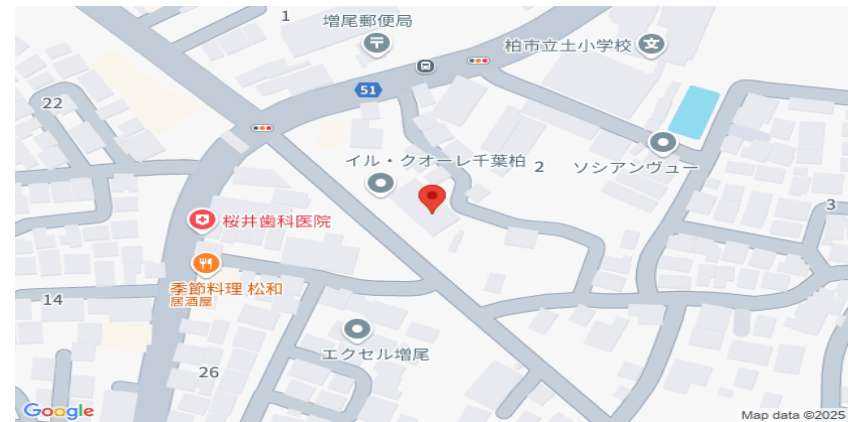 1
増尾郵便局
柏市立土小学校
51
22
イル・クオーレ千葉柏
2
ソシアンヴュー
3
桜井歯科医院
季節料理 松和
居酒屋
14
エクセル増尾
26
Google
Map data ©2025